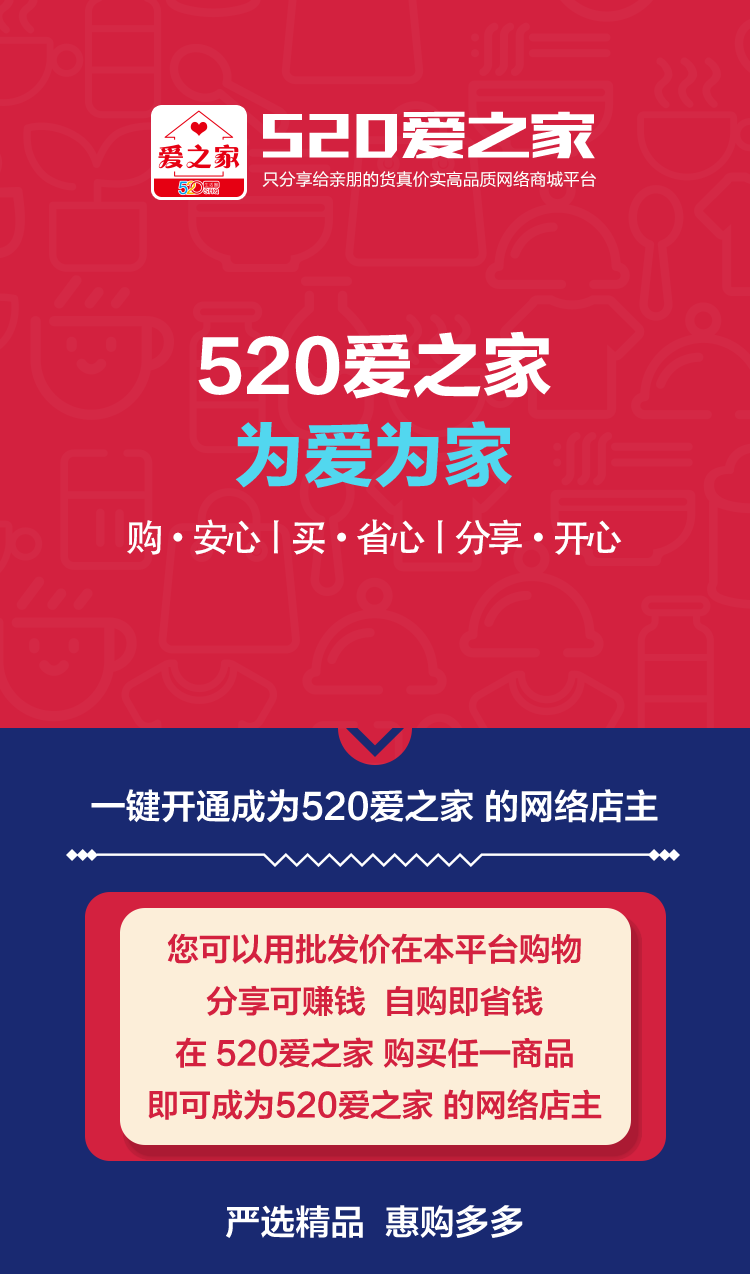 爱之家
520
520爱之家
只分享给亲朋的货真价实高品质网络商城平台
520爱之家
为爱为家
购·安心丨买·省心丨分享·开心
一键开通成为520爱之家 的网络店主
您可以用批发价在本平台购物
分享可赚钱 自购即省钱
在 520爱之家 购买任一商品
即可成为520爱之家 的网络店主
严选精品 惠购多多